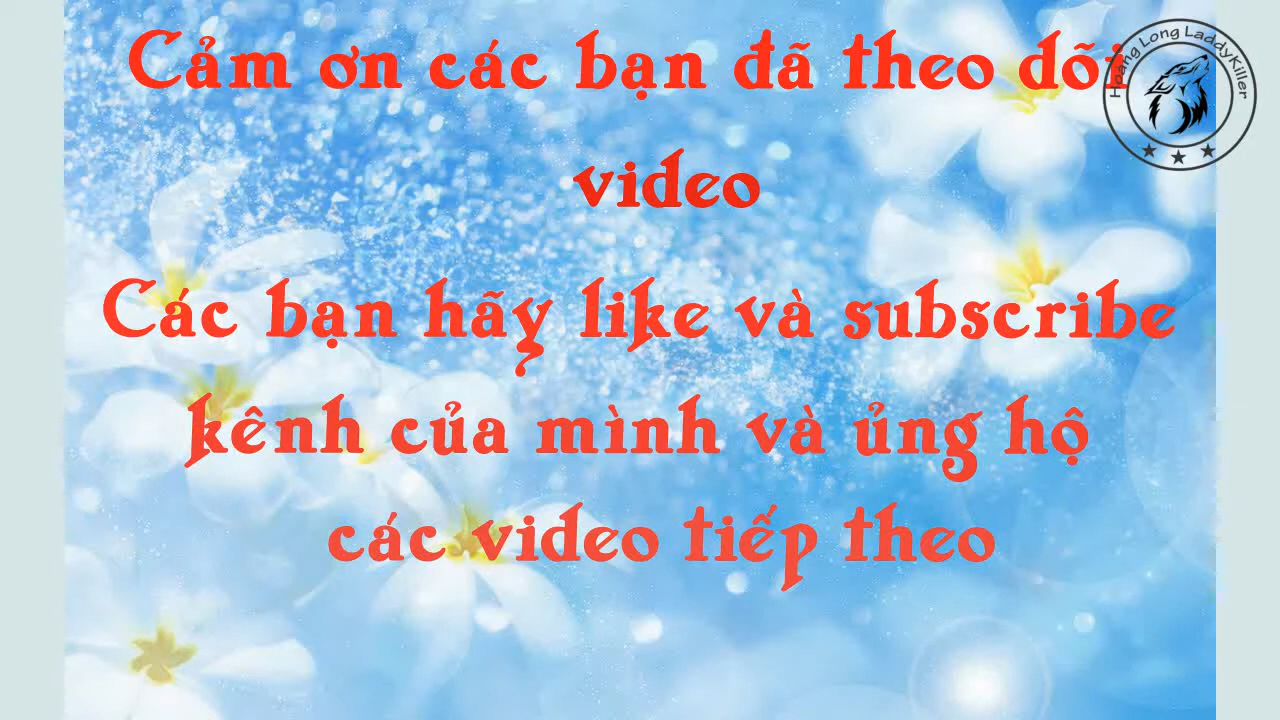 Cảm ơn các bạn đã theo dõi
video
Các bạn hãy like và subscribe
kênh của mình và ủng hộ
các video tiếp theo
Hoang Long LaddyKiller